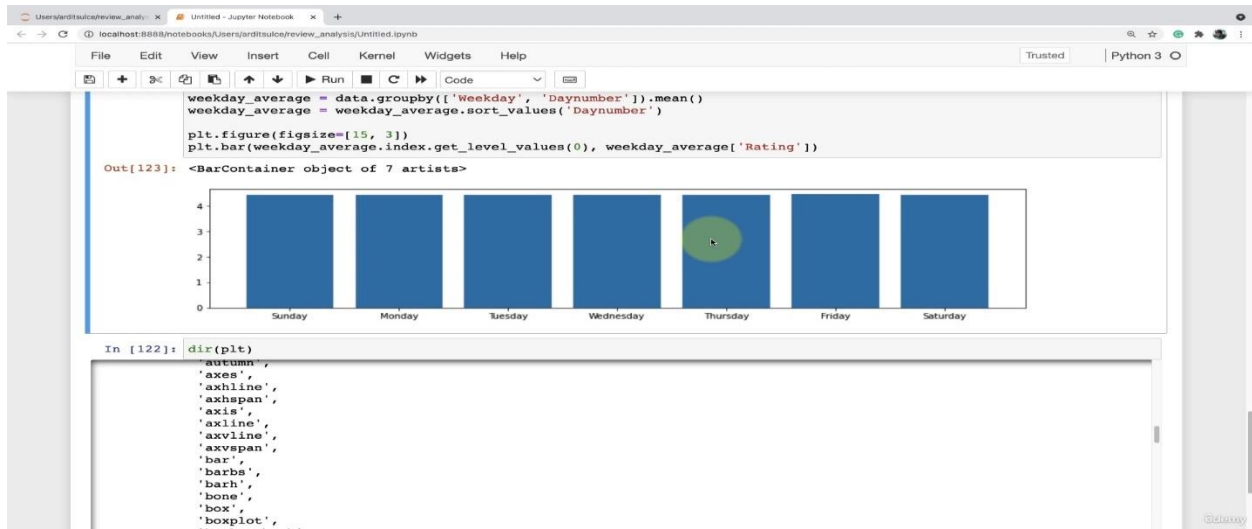 Users/arditsulce/review_analy
Untitled - Jupyter Notebook
localhost:8888/notebooks/Users/arditsulce/review_analysis/Untitled.ipynb
File Edit View Insert Cell Kernel Widgets Help
Trusted
Python 3
Run
Code
weekday_average = data.groupby(['Weekday', 'Daynumber']).mean()
weekday_average = weekday_average.sort_values('Daynumber')
plt.figure(figsize=[15, 3])
plt.bar(weekday_average.index.get_level_values(0), weekday_average['Rating'])
Out[123]: <BarContainer object of 7 artists>
4
3
2
1
0
Sunday Monday Tuesday Wednesday Thursday Friday Saturday
In [122]: dir(plt)
'autumn',
'axes',
'axhline',
'axhspan',
'axis',
'axline',
'axvline',
'axvspan',
'bar',
'barbs',
'barh',
'bone',
'box',
'boxplot',
Udemy